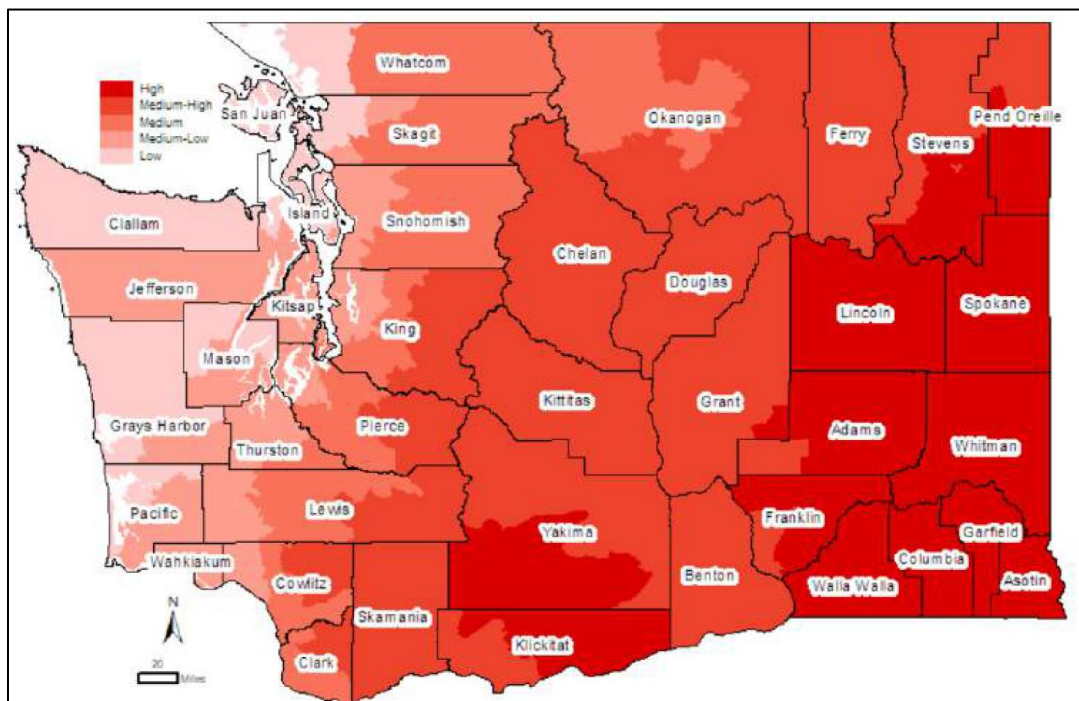 High
Medium-High
Medium
Medium-Low
Low
Whatcom
San Juan
Skagit
Okanogan
Ferry
Stevens
Pend Oreille
Island
Snohomish
Clallam
Chelan
Jefferson
Kitsap
King
Douglas
Lincoln
Spokane
Mason
Kittitas
Grant
Grays Harbor
Thurston
Pierce
Adams
Whitman
Pacific
Lewis
Yakima
Franklin
Garfield
Wahkiakum
Cowlitz
Benton
Columbia
Walla Walla
Asotin
N
Skamania
Klickitat
20
Miles
Clark